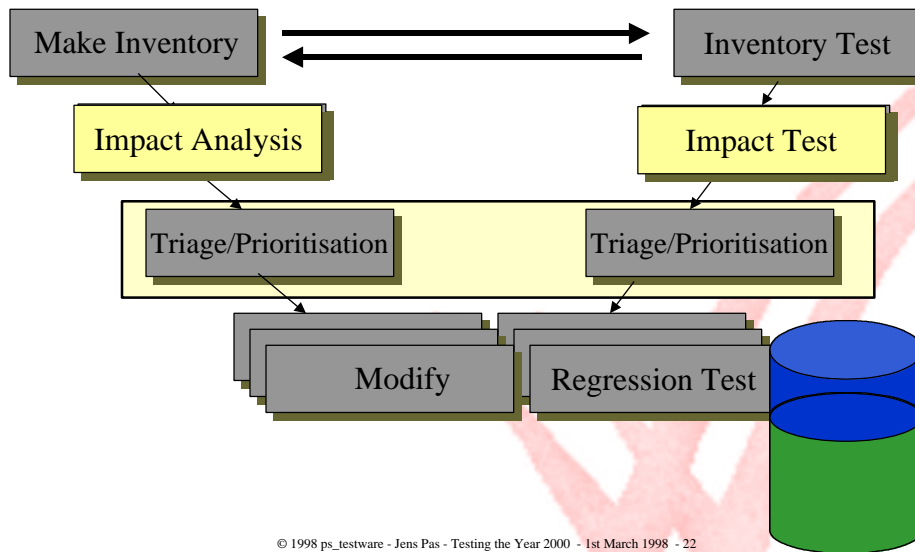 Make Inventory
Inventory Test
Impact Analysis
Impact Test
Triage/Prioritisation
Triage/Prioritisation
Modify
Regression Test
© 1998 ps_testware - Jens Pas - Testing the Year 2000 - 1st March 1998 - 22